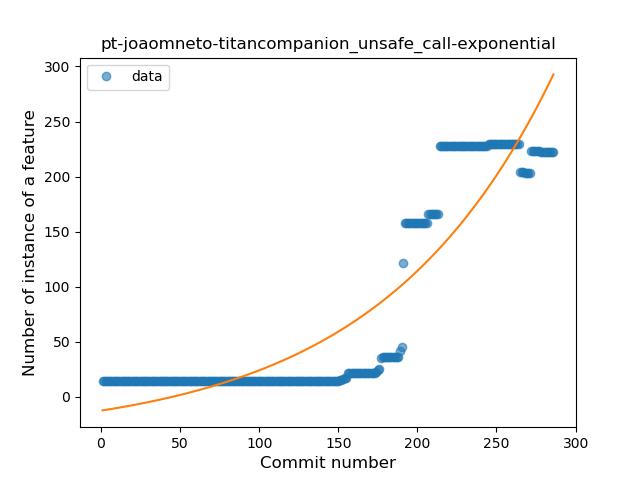 pt-joaomneto-titancompanion_unsafe_call-exponential
data
Number of instance of a feature
300
250
200
150
100
50
0
0 50 100 150 200 250 300
Commit number